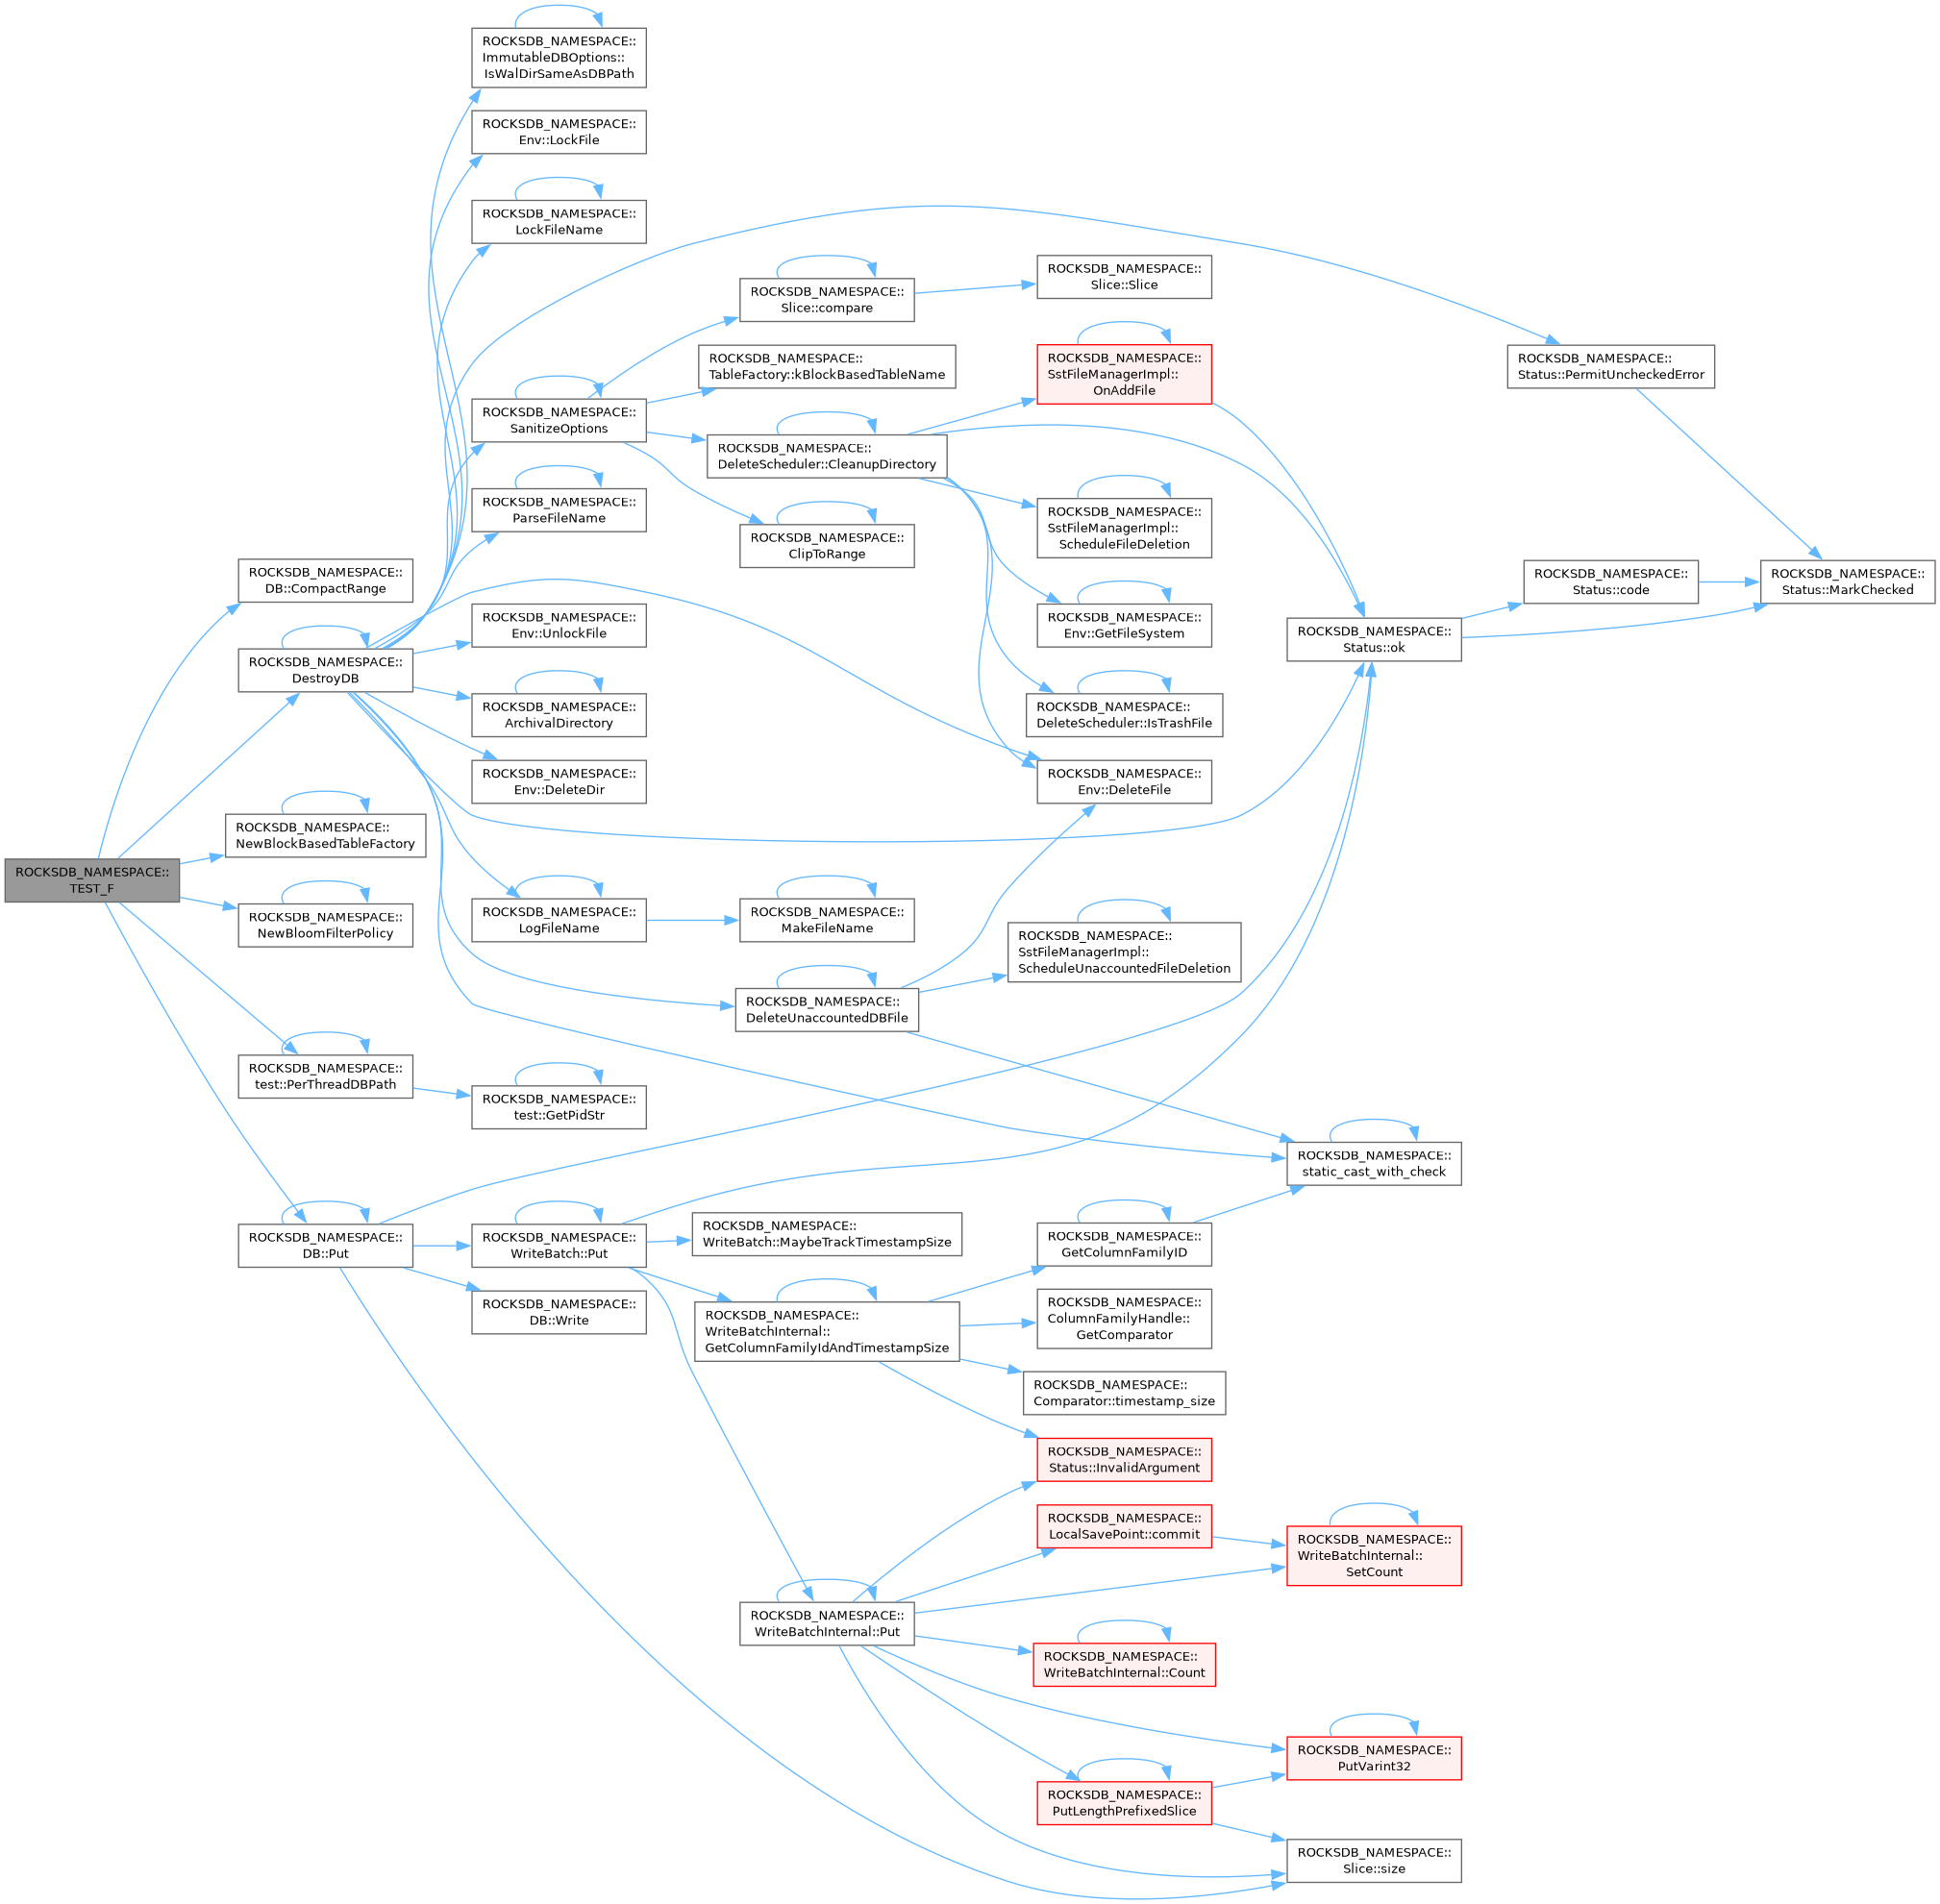 ROCKSDB_NAMESPACE::
ImmutableDBOptions::
IsWalDirSameAsDBPath
ROCKSDB_NAMESPACE::
Env::LockFile
ROCKSDB_NAMESPACE::
LockFileName
ROCKSDB_NAMESPACE::
Slice::compare
ROCKSDB_NAMESPACE::
Slice::Slice
ROCKSDB_NAMESPACE::
TableFactory::kBlockBasedTableName
ROCKSDB_NAMESPACE::
SstFileManagerImpl::
OnAddFile
ROCKSDB_NAMESPACE::
Status::PermitUncheckedError
ROCKSDB_NAMESPACE::
SanitizeOptions
ROCKSDB_NAMESPACE::
DeleteScheduler::CleanupDirectory
ROCKSDB_NAMESPACE::
ParseFileName
ROCKSDB_NAMESPACE::
ClipToRange
ROCKSDB_NAMESPACE::
SstFileManagerImpl::
ScheduleFileDeletion
ROCKSDB_NAMESPACE::
DB::CompactRange
ROCKSDB_NAMESPACE::
Status::code
ROCKSDB_NAMESPACE::
Status::MarkChecked
ROCKSDB_NAMESPACE::
Env::UnlockFile
ROCKSDB_NAMESPACE::
Env::GetFileSystem
ROCKSDB_NAMESPACE::
Status::ok
ROCKSDB_NAMESPACE::
DestroyDB
ROCKSDB_NAMESPACE::
ArchivalDirectory
ROCKSDB_NAMESPACE::
DeleteScheduler::IsTrashFile
ROCKSDB_NAMESPACE::
Env::DeleteDir
ROCKSDB_NAMESPACE::
Env::DeleteFile
ROCKSDB_NAMESPACE::
NewBlockBasedTableFactory
ROCKSDB_NAMESPACE::
TEST_F
ROCKSDB_NAMESPACE::
NewBloomFilterPolicy
ROCKSDB_NAMESPACE::
LogFileName
ROCKSDB_NAMESPACE::
MakeFileName
ROCKSDB_NAMESPACE::
SstFileManagerImpl::
ScheduleUnaccountedFileDeletion
ROCKSDB_NAMESPACE::
DeleteUnaccountedDBFile
ROCKSDB_NAMESPACE::
test::PerThreadDBPath
ROCKSDB_NAMESPACE::
test::GetPidStr
ROCKSDB_NAMESPACE::
static_cast_with_check
ROCKSDB_NAMESPACE::
DB::Put
ROCKSDB_NAMESPACE::
WriteBatch::Put
ROCKSDB_NAMESPACE::
WriteBatch::MaybeTrackTimestampSize
ROCKSDB_NAMESPACE::
GetColumnFamilyID
ROCKSDB_NAMESPACE::
DB::Write
ROCKSDB_NAMESPACE::
WriteBatchInternal::
GetColumnFamilyIdAndTimestampSize
ROCKSDB_NAMESPACE::
ColumnFamilyHandle::
GetComparator
ROCKSDB_NAMESPACE::
Comparator::timestamp_size
ROCKSDB_NAMESPACE::
Status::InvalidArgument
ROCKSDB_NAMESPACE::
LocalSavePoint::commit
ROCKSDB_NAMESPACE::
WriteBatchInternal::
SetCount
ROCKSDB_NAMESPACE::
WriteBatchInternal::Put
ROCKSDB_NAMESPACE::
WriteBatchInternal::Count
ROCKSDB_NAMESPACE::
PutVarint32
ROCKSDB_NAMESPACE::
PutLengthPrefixedSlice
ROCKSDB_NAMESPACE::
Slice::size